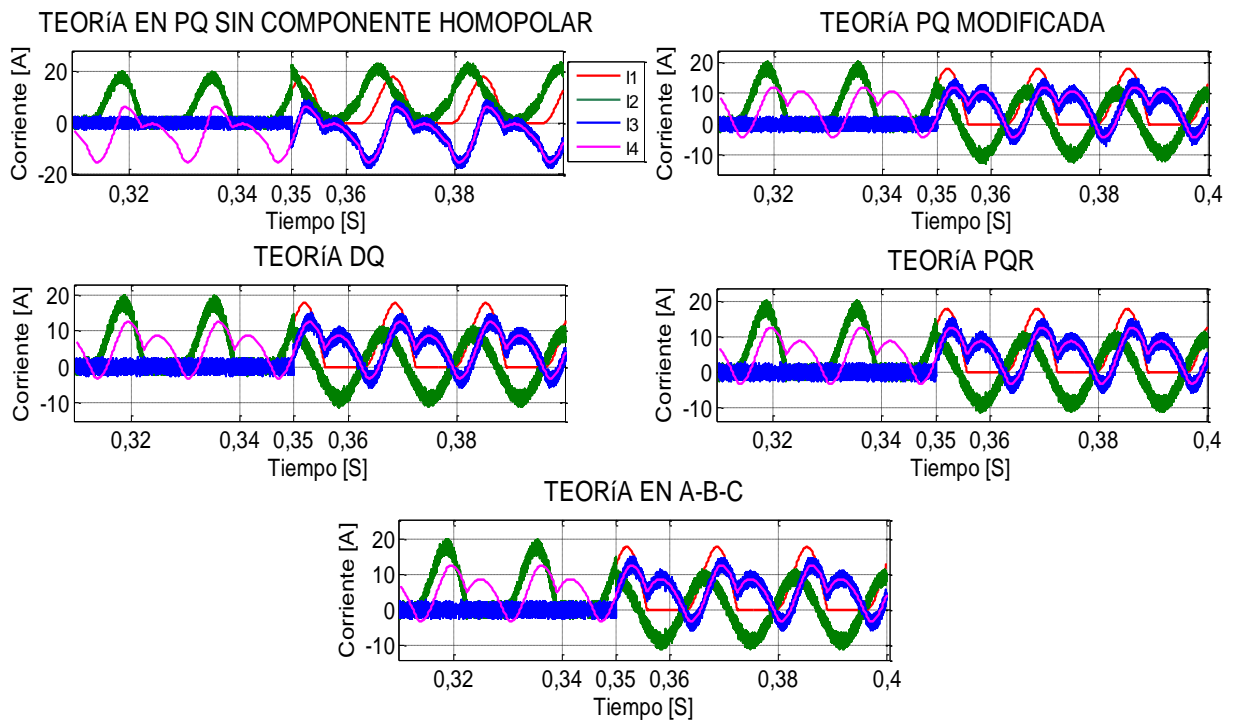 TEORíA EN PQ SIN COMPONENTE HOMOPOLAR
Corriente [A]
20
0
-20
0,32
0,34
0,35
0,36
0,38
Tiempo [S]
I1
I2
I3
I4
TEORíA PQ MODIFICADA
Corriente [A]
20
10
0
-10
0,32
0,34
0,35
0,36
0,38
0,4
Tiempo [S]
TEORíA DQ
Corriente [A]
20
10
0
-10
0,32
0,34
0,35
0,36
0,38
Tiempo [S]
TEORíA PQR
Corriente [A]
20
10
0
-10
0,32
0,34
0,35
0,36
0,38
0,4
Tiempo [S]
TEORíA EN A-B-C
Corriente [A]
20
10
0
-10
0,32
0,34
0,35
0,36
0,38
0,4
Tiempo [S]